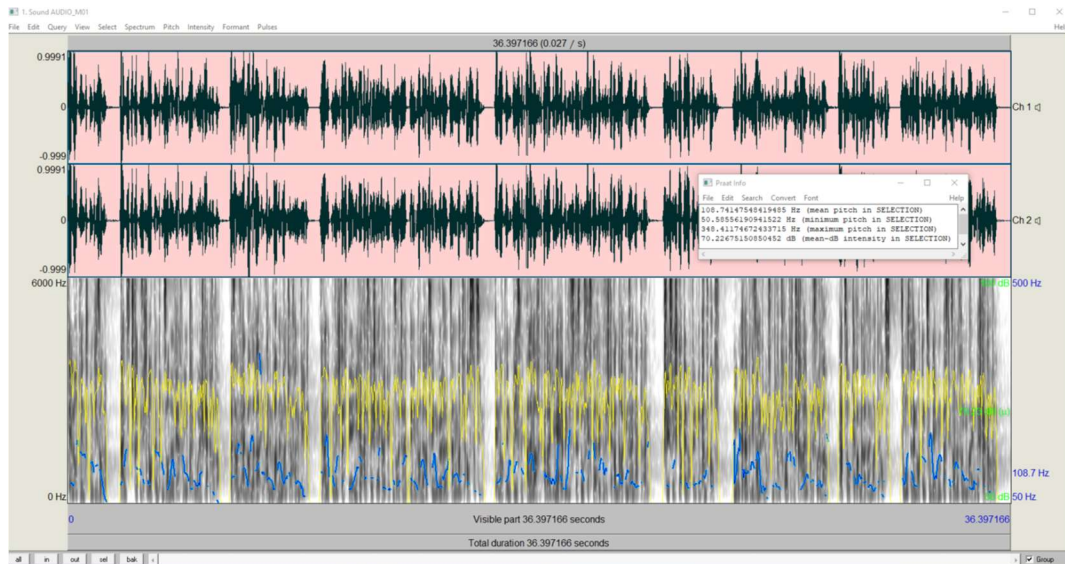 1. Sound AUDIO_M01
File Edit Query View Select Spectrum Pitch Intensity Formant Pulses
Hel
36.397166 (0.027 / s)
0.9991
0
-0.999
Ch 1
0.9991
0
-0.999
Ch 2
Praat Info
File Edit Search Convert Font Help
108.74147548419485 Hz (mean pitch in SELECTION)
50.58556190941522 Hz (minimum pitch in SELECTION)
348.41174672433715 Hz (maximum pitch in SELECTION)
70.22675150850452 dB (mean-dB intensity in SELECTION)
6000 Hz
dB 500 Hz
108.7 Hz
0 Hz
dB 50 Hz
0
Visible part 36.397166 seconds
36.397166
Total duration 36.397166 seconds
all in out sel bak
Group